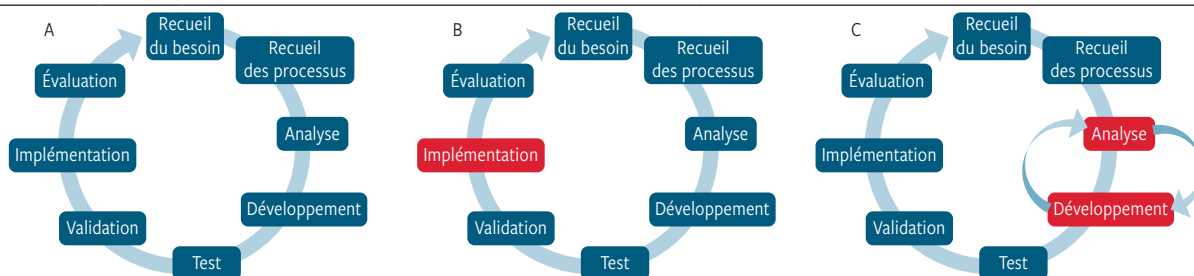 A
Recueil
du besoin
Recueil
des processus
Analyse
Développement
Test
Validation
Implémentation
Évaluation
B
Recueil
du besoin
Recueil
des processus
Analyse
Développement
Test
Validation
Implémentation
Évaluation
C
Recueil
du besoin
Recueil
des processus
Analyse
Développement
Test
Validation
Implémentation
Évaluation